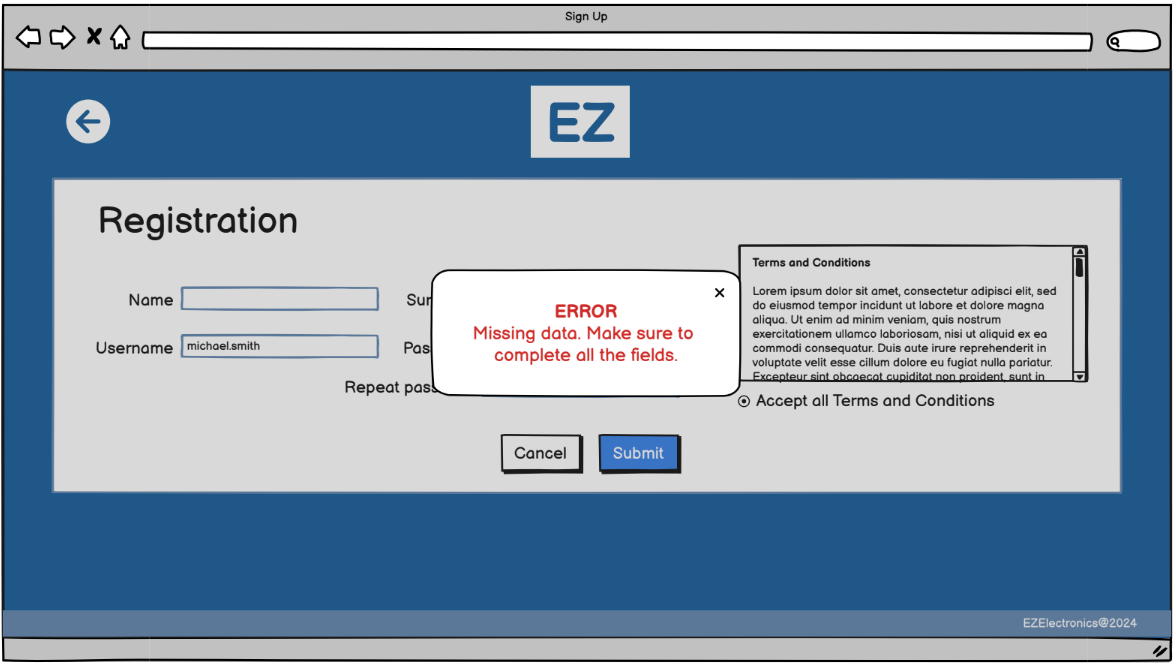 Sign Up
EZ
Registration
Name
Username michael.smith
Repeat
Terms and Conditions
Lorem ipsum dolor sit amet, consectetur adipisci elit, sed
do eiusmod tempor incidunt ut labore et dolore magna
aliqua. Ut enim ad minim veniam, quis nostrum
exercitationem ullamco laboriosam, nisi ut aliquid ex ea
commodi consequatur. Duis aute irure reprehenderit in
voluptate velit esse cillum dolore eu fugiat nulla pariatur.
Excepteur sint obcaecat cupiditat non proident, sunt in
Accept all Terms and Conditions
ERROR
Missing data. Make sure to
complete all the fields.
Cancel
Submit
EZElectronics@2024